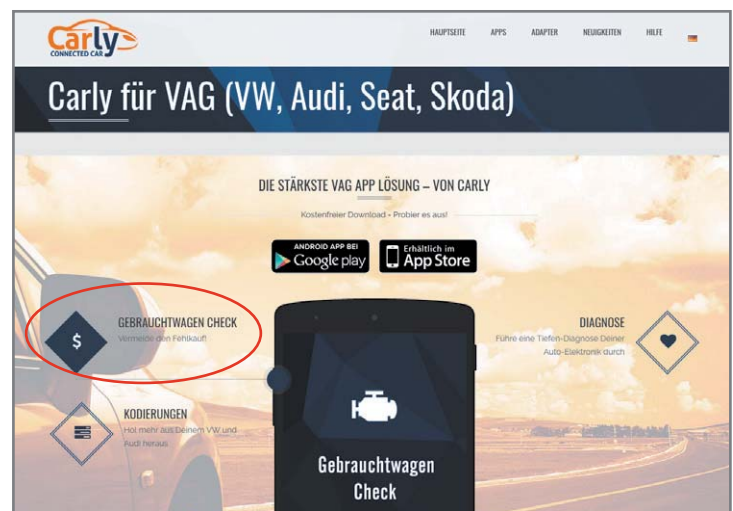 Carly
CONNECTED CAR
HAUPTSEITE APPS ADAPTER NEUIGKEITEN HILFE
Carly für VAG (VW, Audi, Seat, Skoda)
DIE STÄRKSTE VAG APP LÖSUNG – VON CARLY
Kostenfreier Download - Probier es aus!
ANDROID APP BEI
Google play
Erhältlich im
App Store
GEBRAUCHTWAGEN CHECK
Vermeide den Fehlkauf!
DIAGNOSE
Führe eine Tiefen-Diagnose Deiner
Auto-Elektronik durch
KODIERUNGEN
Hol mehr aus Deinem VW und
Audi heraus
Gebrauchtwagen
Check